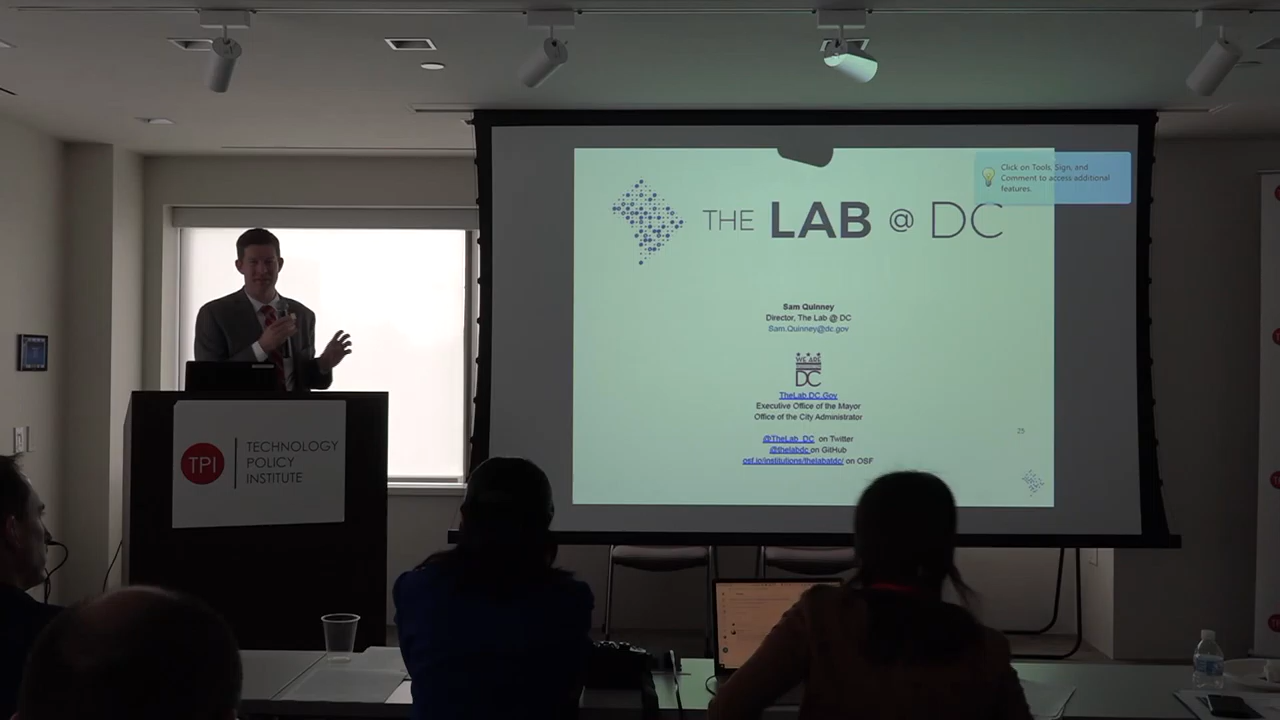 Click on Tools, Sign, and
Comment to access additional
features.
THE LAB @ DC
Sam Quinney
Director, The Lab @ DC
Sam.Quinney@dc.gov
WE ARE
DC
TheLab.DC.Gov
Executive Office of the Mayor
Office of the City Administrator
@TheLab_DC on Twitter
@thelabdc on GitHub
osf.io/institutions/thelabatdc/ on OSF
TPI
TECHNOLOGY
POLICY
INSTITUTE